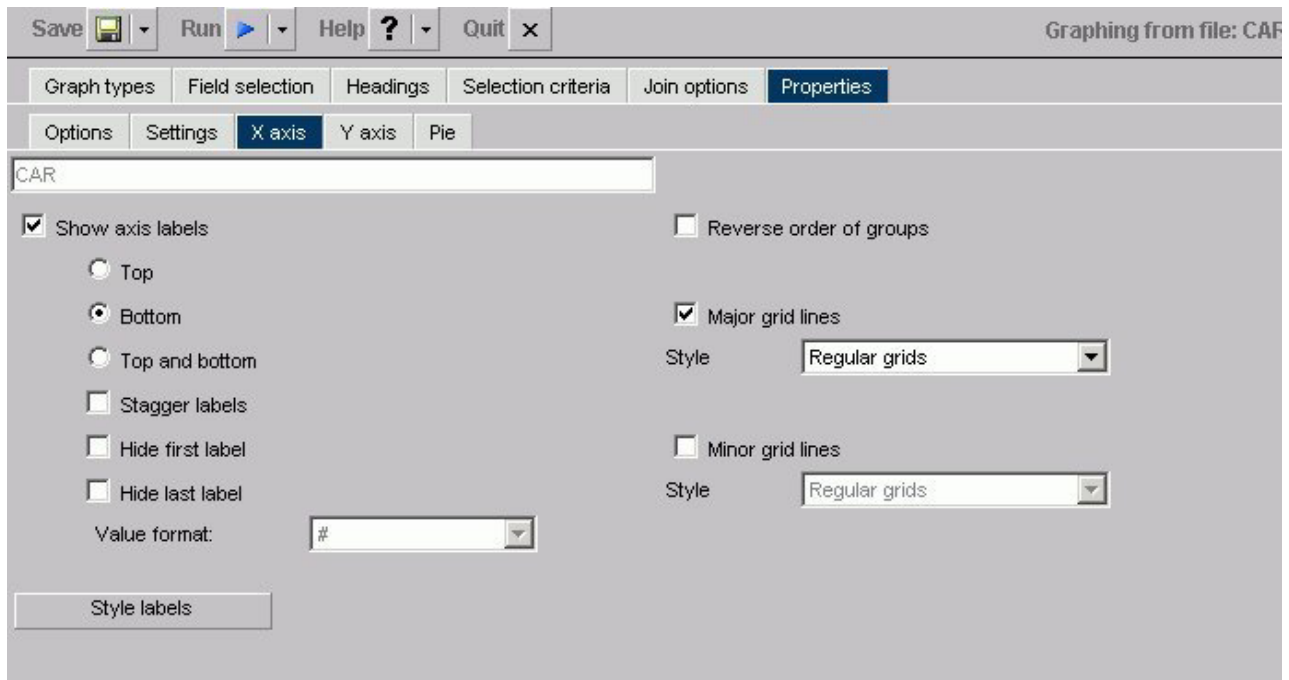 Save Run Help ? Quit × Graphing from file: CAR
Graph types Field selection Headings Selection criteria Join options Properties
Options Settings X axis Y axis Pie
CAR
Show axis labels Reverse order of groups
Top
Bottom Major grid lines
Top and bottom Style Regular grids
Stagger labels
Hide first label Minor grid lines
Hide last label Style Regular grids
Value format: #
Style labels